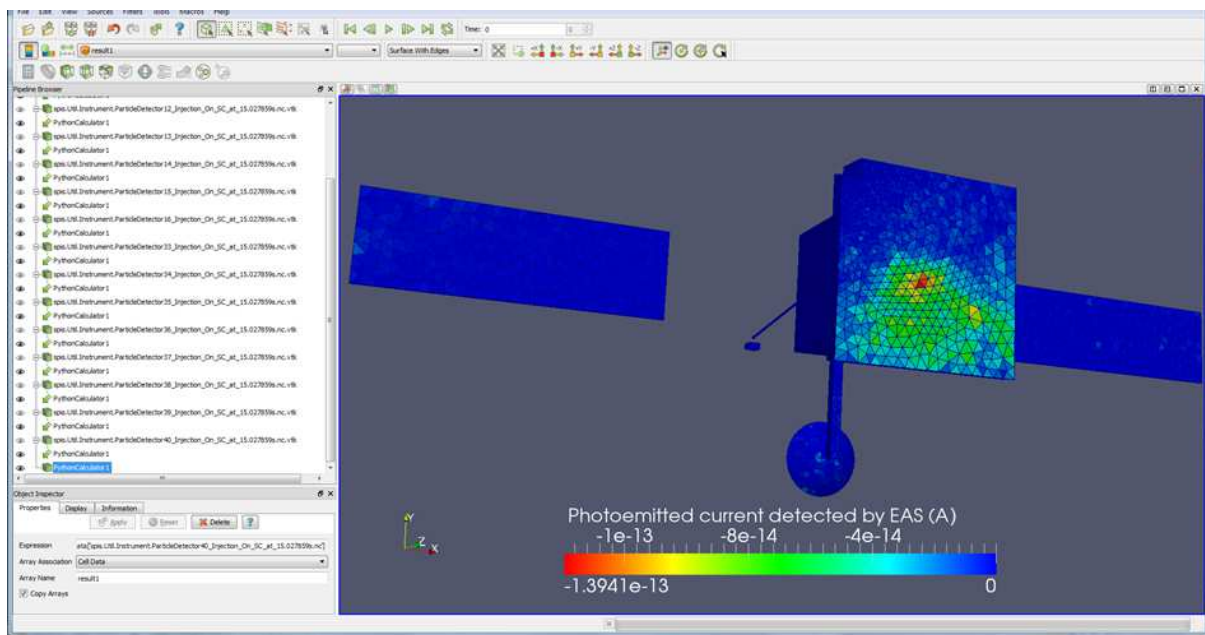 File Edit View Sources Filters Tools Macros Help
Time: 0
result1
Surface With Edges
Pipeline Browser
spis.Util.Instrument.ParticleDetector12_Injection_On_SC_at_15.027859s.nc.vtk
PythonCalculator1
spis.Util.Instrument.ParticleDetector13_Injection_On_SC_at_15.027859s.nc.vtk
PythonCalculator1
spis.Util.Instrument.ParticleDetector14_Injection_On_SC_at_15.027859s.nc.vtk
PythonCalculator1
spis.Util.Instrument.ParticleDetector15_Injection_On_SC_at_15.027859s.nc.vtk
PythonCalculator1
spis.Util.Instrument.ParticleDetector16_Injection_On_SC_at_15.027859s.nc.vtk
PythonCalculator1
spis.Util.Instrument.ParticleDetector33_Injection_On_SC_at_15.027859s.nc.vtk
PythonCalculator1
spis.Util.Instrument.ParticleDetector34_Injection_On_SC_at_15.027859s.nc.vtk
PythonCalculator1
spis.Util.Instrument.ParticleDetector35_Injection_On_SC_at_15.027859s.nc.vtk
PythonCalculator1
spis.Util.Instrument.ParticleDetector36_Injection_On_SC_at_15.027859s.nc.vtk
PythonCalculator1
spis.Util.Instrument.ParticleDetector37_Injection_On_SC_at_15.027859s.nc.vtk
PythonCalculator1
spis.Util.Instrument.ParticleDetector38_Injection_On_SC_at_15.027859s.nc.vtk
PythonCalculator1
spis.Util.Instrument.ParticleDetector39_Injection_On_SC_at_15.027859s.nc.vtk
PythonCalculator1
spis.Util.Instrument.ParticleDetector40_Injection_On_SC_at_15.027859s.nc.vtk
PythonCalculator1
Object Inspector
Properties Display Information
Apply Reset Delete ?
Expression ata['spis.Util.Instrument.ParticleDetector40_Injection_On_SC_at_15.027859s.nc']
Array Association Cell Data
Array Name result1
Copy Arrays
Y
Z X
Photoemitted current detected by EAS (A)
-1e-13 -8e-14 -4e-14
-1.3941e-13 0